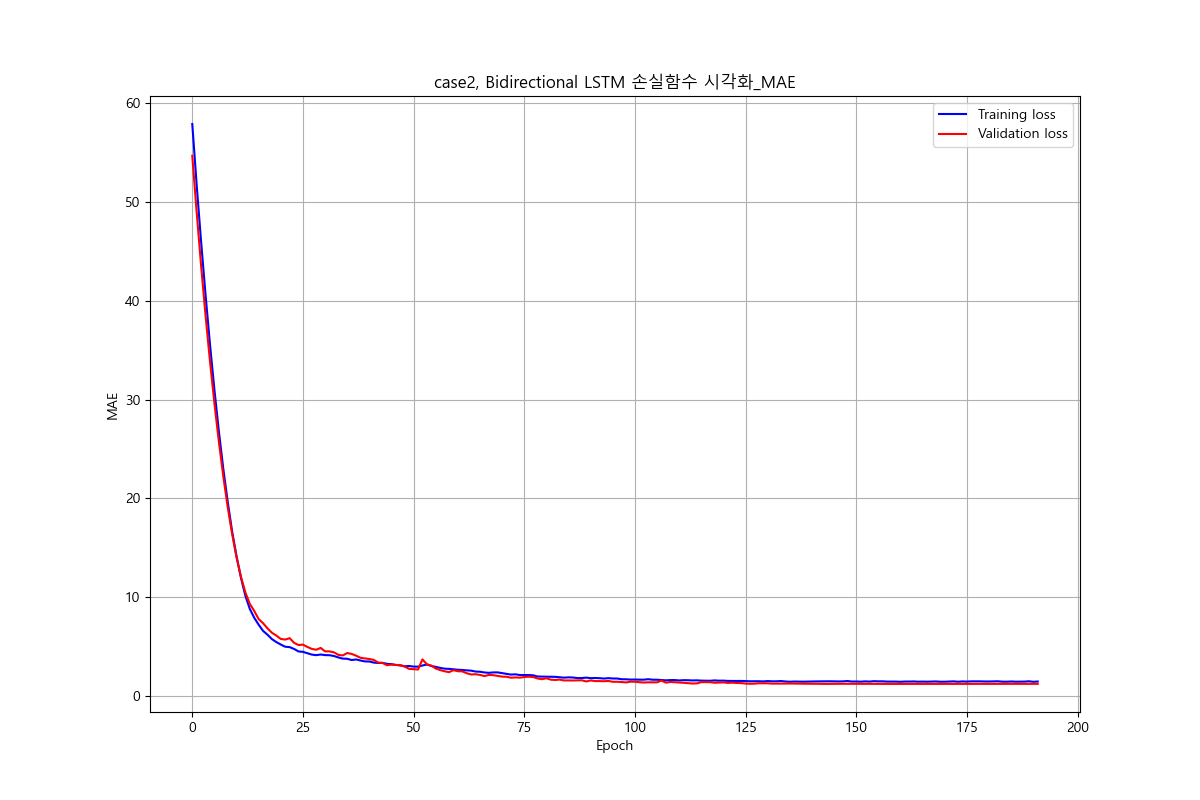 case2, Bidirectional LSTM 손실함수 시각화_MAE
60
Training loss
Validation loss
50
40
30
20
10
0
MAE
0 25 50 75 100 125 150 175 200
Epoch